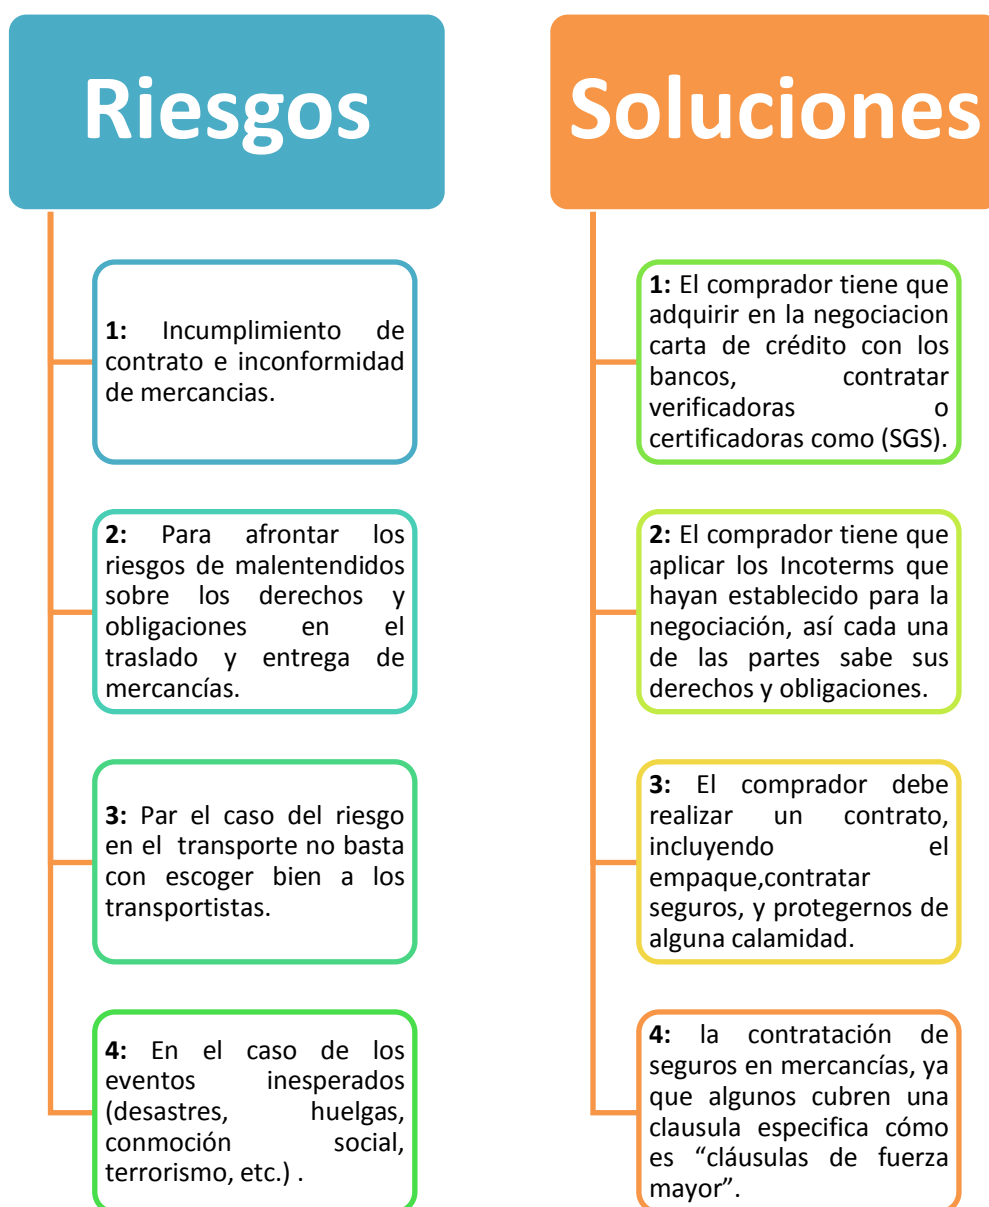 Riesgos
1: Incumplimiento de
contrato e inconformidad
de mercancias.
2: Para afrontar los
riesgos de malentendidos
sobre los derechos y
obligaciones en el
traslado y entrega de
mercancías.
3: Par el caso del riesgo
en el transporte no basta
con escoger bien a los
transportistas.
4: En el caso de los
eventos inesperados
(desastres, huelgas,
conmoción social,
terrorismo, etc.) .
Soluciones
1: El comprador tiene que
adquirir en la negociacion
carta de crédito con los
bancos, contratar
verificadoras o
certificadoras como (SGS).
2: El comprador tiene que
aplicar los Incoterms que
hayan establecido para la
negociación, así cada una
de las partes sabe sus
derechos y obligaciones.
3: El comprador debe
realizar un contrato,
incluyendo el
empaque,contratar
seguros, y protegernos de
alguna calamidad.
4: la contratación de
seguros en mercancías, ya
que algunos cubren una
clausula especifica cómo
es “cláusulas de fuerza
mayor”.